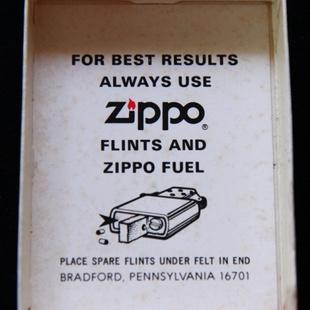 FOR BEST RESULTS
ALWAYS USE
Zippo®
FLINTS AND
ZIPPO FUEL
PLACE SPARE FLINTS UNDER FELT IN END
BRADFORD, PENNSYLVANIA 16701